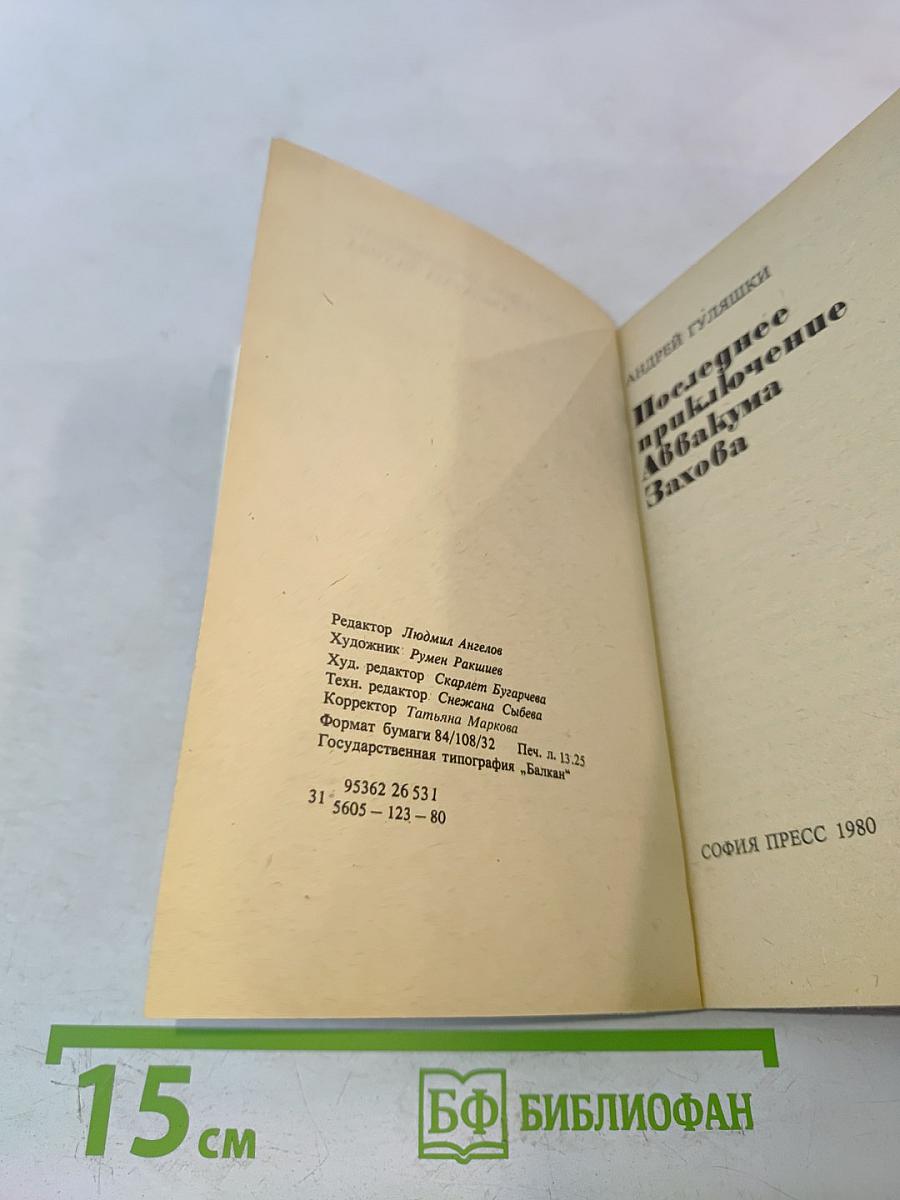 Редактор Людмил Ангелов
Художник Румен Ракшиев
Худ. редактор Скарлет Бугарчева
Техн. редактор Снежана Сыбева
Корректор Татьяна Маркова
Формат бумаги 84/108/32 Печ. л. 13.25
Государственная типография „Балкан“
31 95362 26 531
5605 – 123 – 80
АНДРЕЙ ГУЛЯШКИ
Последнее
приключение
Аввакума
Захова
СОФИЯ ПРЕСС 1980
15 см
БФ БИБЛИОФАН